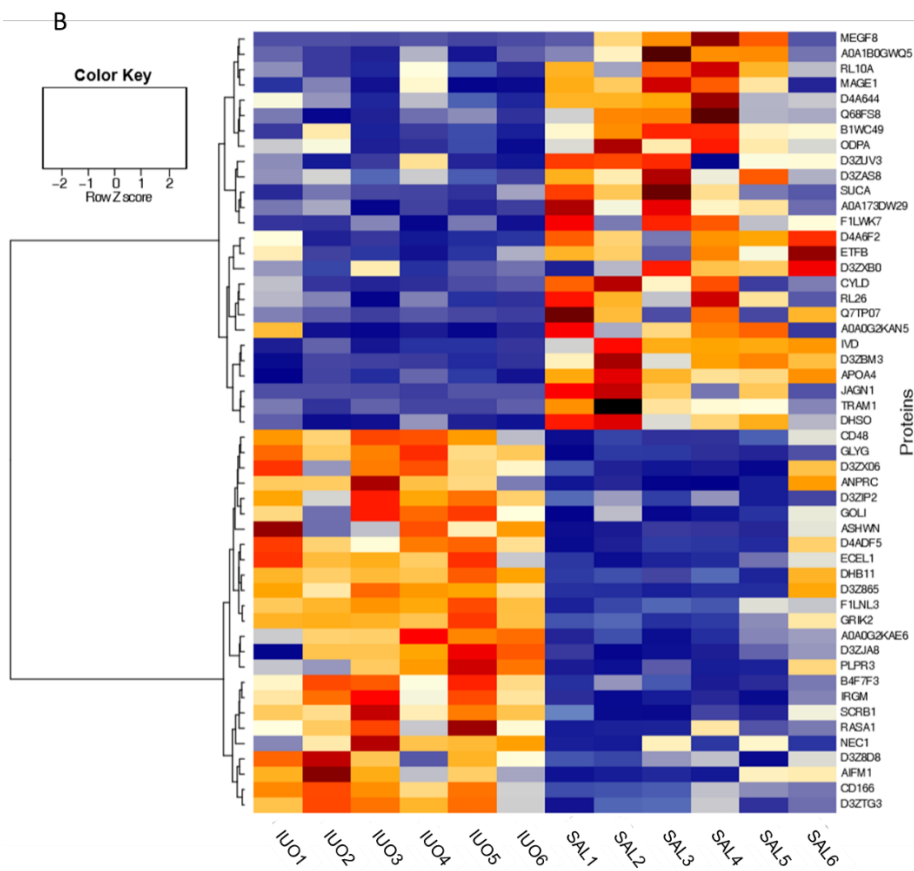 B
Color Key
−2 −1 0 1 2
Row Z score
MEGF8
A0A1B0GWQ5
RL10A
MAGE1
D4A644
Q68FS8
B1WC49
ODPA
D3ZUV3
D3ZAS8
SUCA
A0A173DW29
F1LWK7
D4A6F2
ETFB
D3ZXB0
CYLD
RL26
Q7TP07
A0A0G2KAN5
IVD
D3ZBM3
APOA4
JAGN1
TRAM1
DHSO
CD48
GLYG
D3ZX06
ANPRC
D3ZIP2
GOLI
ASHWN
D4ADF5
ECEL1
DHB11
D3Z865
F1LNL3
GRIK2
A0A0G2KAE6
D3ZJA8
PLPR3
B4F7F3
IRGM
SCRB1
RASA1
NEC1
D3Z8D8
AIFM1
CD166
D3ZTG3
Proteins
IUO1 IUO2 IUO3 IUO4 IUO5 IUO6 SAL1 SAL2 SAL3 SAL4 SAL5 SAL6